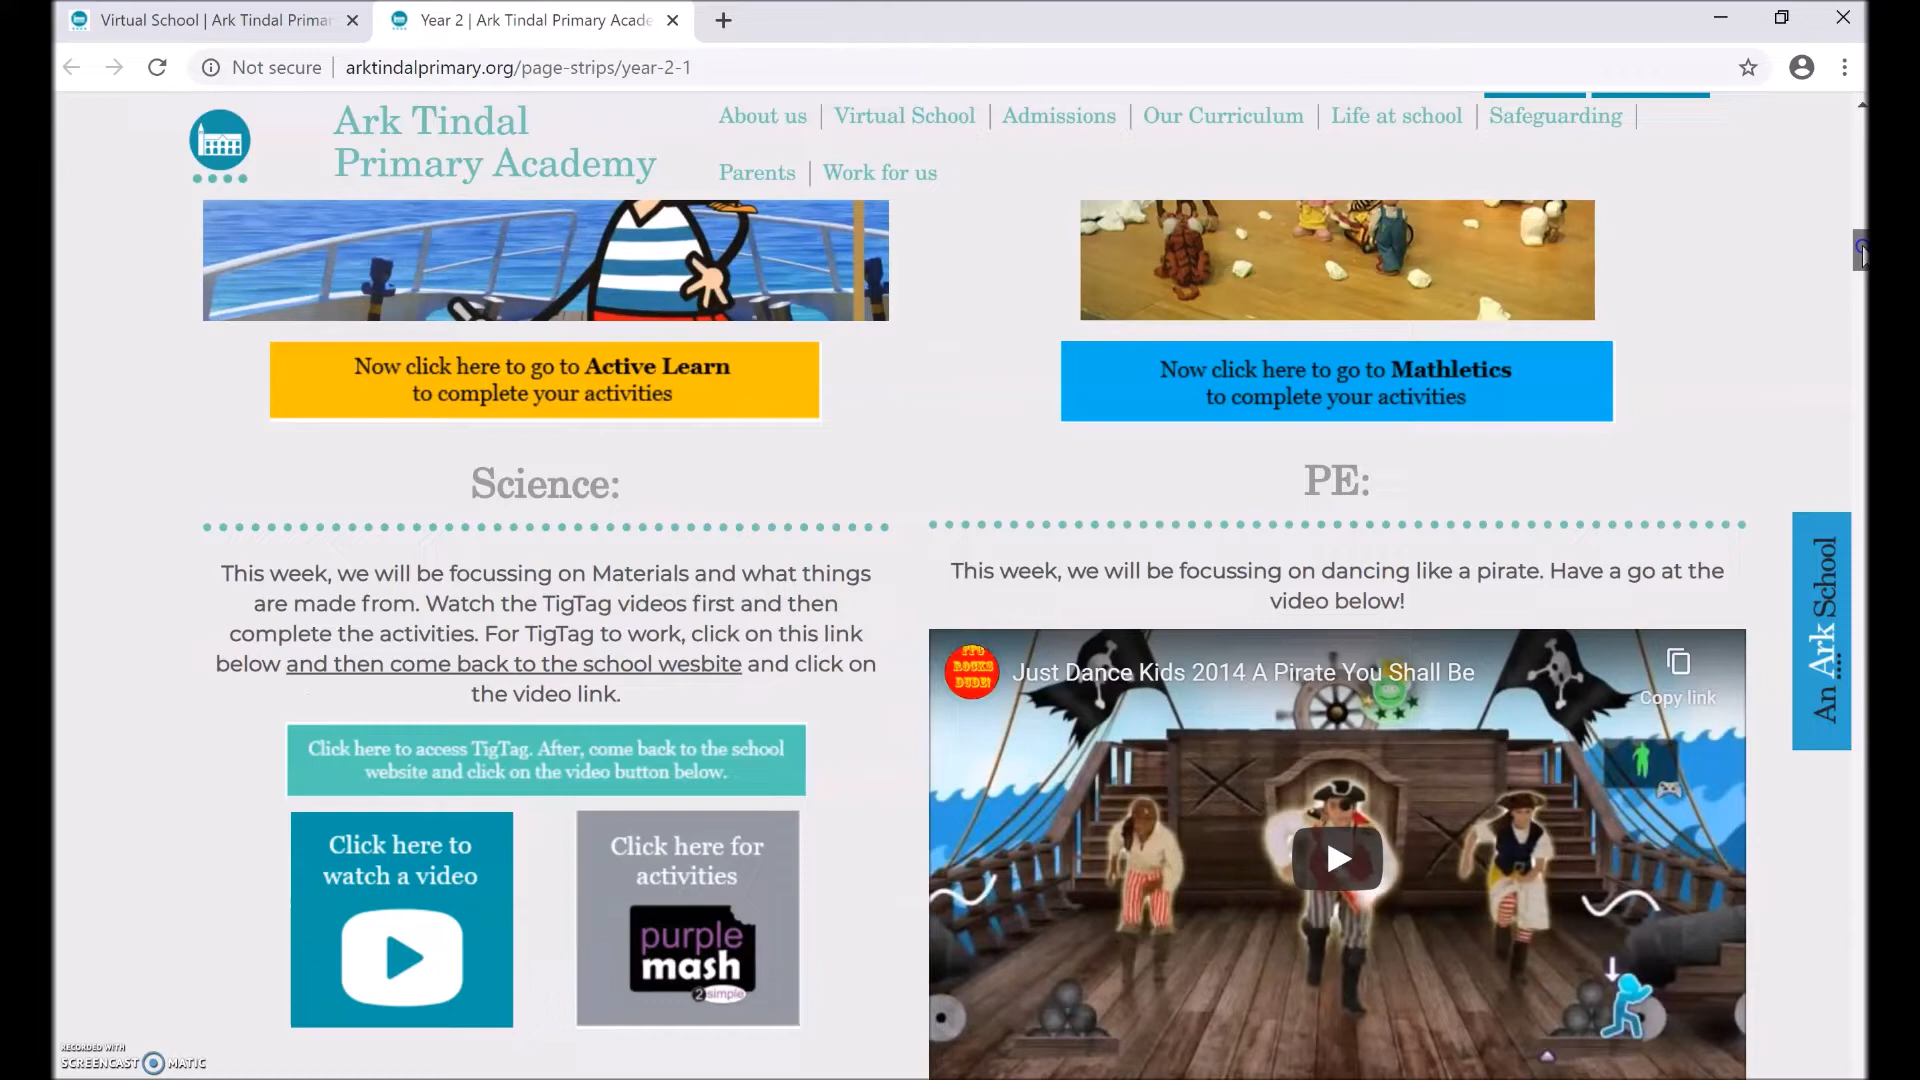 Virtual School | Ark Tindal Primar
Year 2 | Ark Tindal Primary Acade
Not secure
arktindalprimary.org/page-strips/year-2-1
Ark Tindal
Primary Academy
About us
Virtual School
Admissions
Our Curriculum
Life at school
Safeguarding
Parents
Work for us
Now click here to go to Active Learn
to complete your activities
Now click here to go to Mathletics
to complete your activities
Science:
This week, we will be focussing on Materials and what things
are made from. Watch the TigTag videos first and then
complete the activities. For TigTag to work, click on this link
below and then come back to the school wesbite and click on
the video link.
Click here to access TigTag. After, come back to the school
website and click on the video button below.
Click here to
watch a video
Click here for
activities
purple
mash
2simple
PE:
This week, we will be focussing on dancing like a pirate. Have a go at the
video below!
ROCKS
DUDE!
Just Dance Kids 2014 A Pirate You Shall Be
Copy link
An Ark School
RECORDED WITH
SCREENCAST MATIC